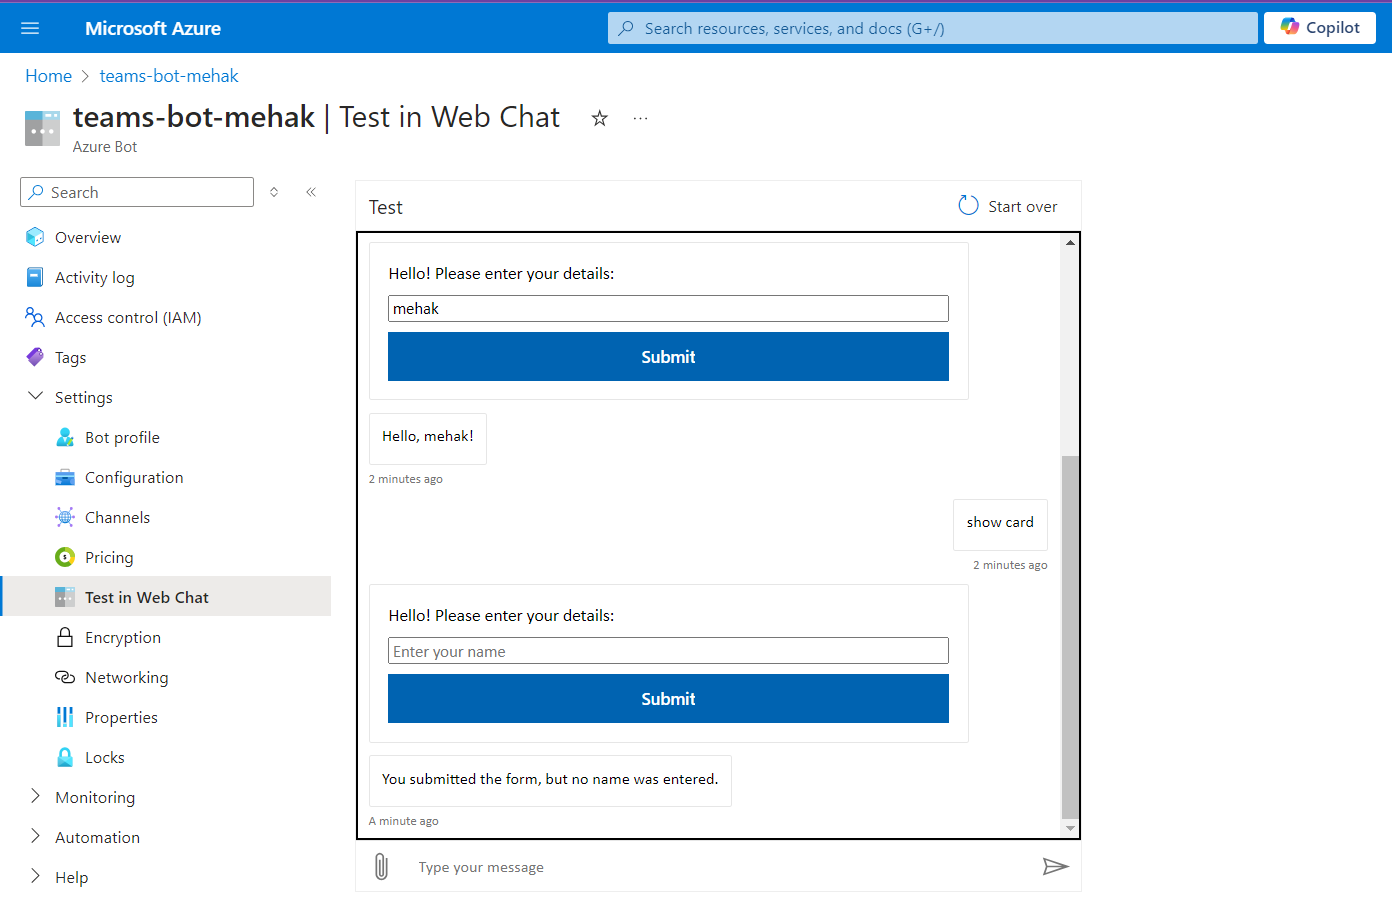 Microsoft Azure
Search resources, services, and docs (G+/)
Copilot
Home > teams-bot-mehak
teams-bot-mehak | Test in Web Chat
Azure Bot
Search
Overview
Activity log
Access control (IAM)
Tags
Settings
Bot profile
Configuration
Channels
Pricing
Test in Web Chat
Encryption
Networking
Properties
Locks
Monitoring
Automation
Help
Test
Start over
Hello! Please enter your details:
mehak
Submit
Hello, mehak!
2 minutes ago
show card
2 minutes ago
Hello! Please enter your details:
Enter your name
Submit
You submitted the form, but no name was entered.
A minute ago
Type your message